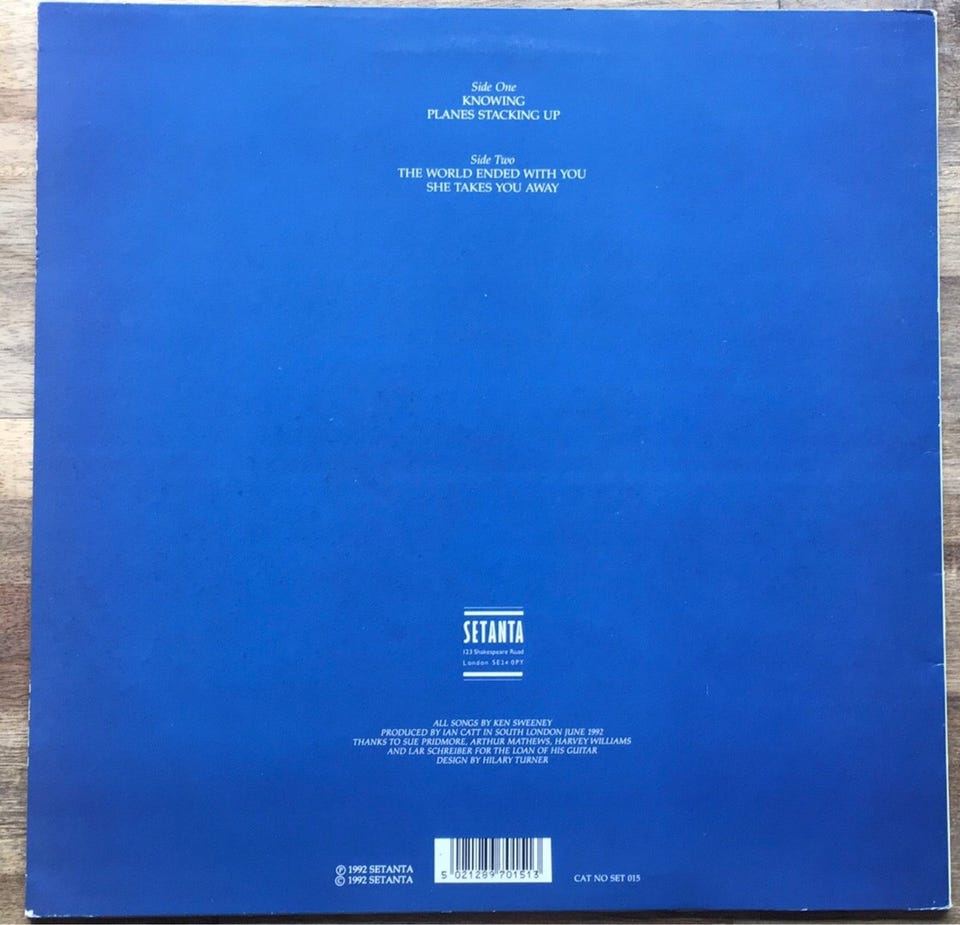 Side One
KNOWING
PLANES STACKING UP
Side Two
THE WORLD ENDED WITH YOU
SHE TAKES YOU AWAY
SETANTA
123 Shakespeare Road
London SE24 0PY
ALL SONGS BY KEN SWEENEY
PRODUCED BY IAN CATT IN SOUTH LONDON JUNE 1992
THANKS TO SUE PRIDMORE, ARTHUR MATHEWS, HARVEY WILLIAMS
AND LAR SCHREIBER FOR THE LOAN OF HIS GUITAR
DESIGN BY HILARY TURNER
℗ 1992 SETANTA
© 1992 SETANTA
5 021289 701513
CAT NO SET 015